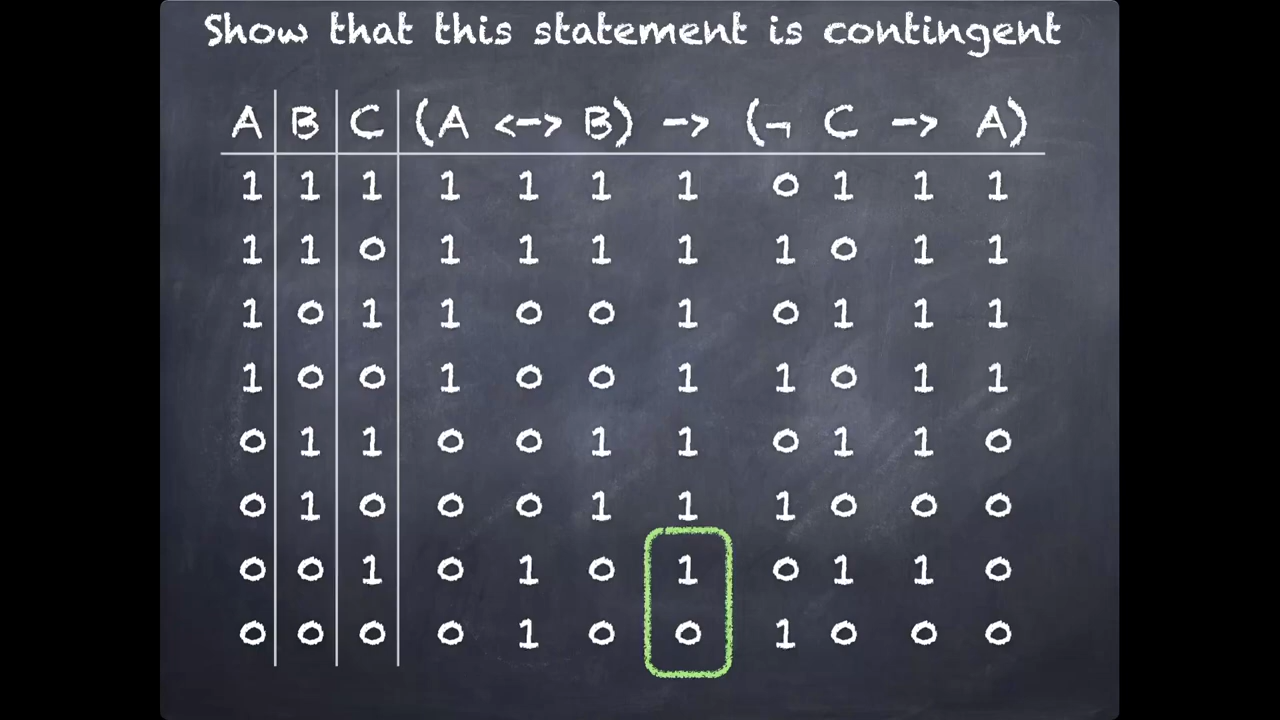 Show that this statement is contingent
A B C (A <-> B) -> (¬ C -> A)
1 1 1 1 1 1 1 0 1 1 1
1 1 0 1 1 1 1 1 0 1 1
1 0 1 1 0 0 1 0 1 1 1
1 0 0 1 0 0 1 1 0 1 1
0 1 1 0 0 1 1 0 1 1 0
0 1 0 0 0 1 1 1 0 0 0
0 0 1 0 1 0 1 0 1 1 0
0 0 0 0 1 0 0 1 0 0 0